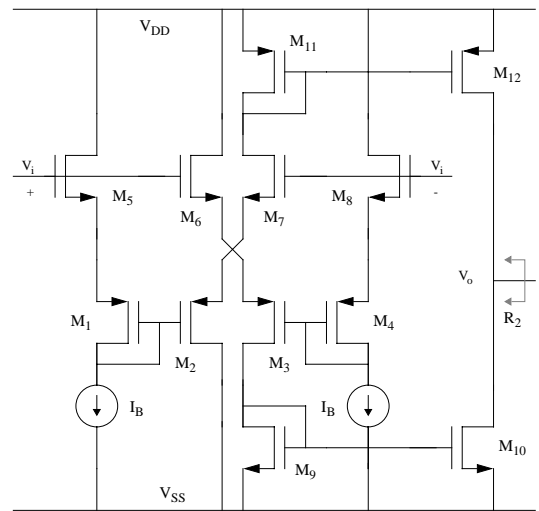 V_DD
M_11
M_12
V_i
+
M_5
M_6
M_7
M_8
V_i
-
V_o
R_2
M_1
M_2
M_3
M_4
I_B
I_B
M_9
M_10
V_SS